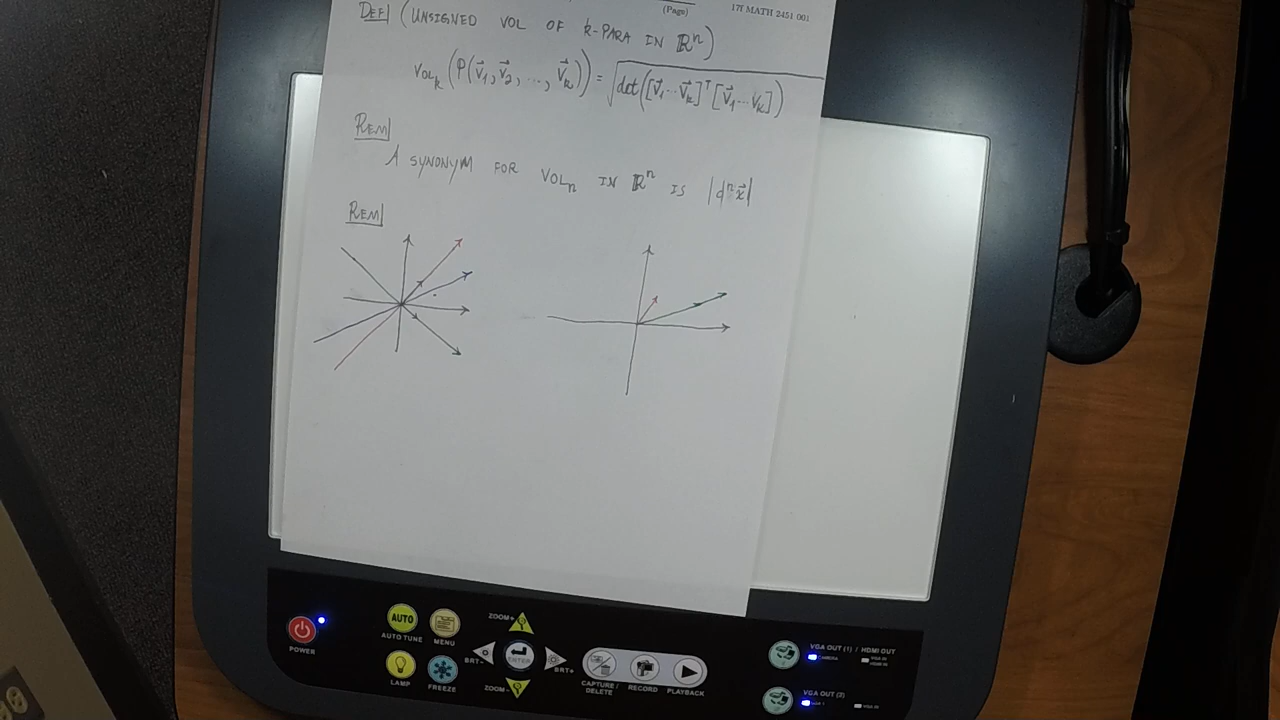 (Page)
17F MATH 2451 001
DEF (UNSIGNED VOL OF k-PARA IN ℝⁿ)
VOLₖ (P(v⃗₁, v⃗₂, ..., v⃗ₖ)) = √det([v⃗₁ ... v⃗ₖ]ᵀ [v⃗₁ ... vₖ])
REM
A SYNONYM FOR VOLₙ IN ℝⁿ IS |dⁿx⃗|
REM
POWER
AUTO
AUTO TUNE
MENU
LAMP
FREEZE
ZOOM+
BRT-
ENTER
BRT+
ZOOM-
CAPTURE / DELETE
RECORD
PLAYBACK
VGA OUT (1) / HDMI OUT
CAMERA
VGA OUT (2)